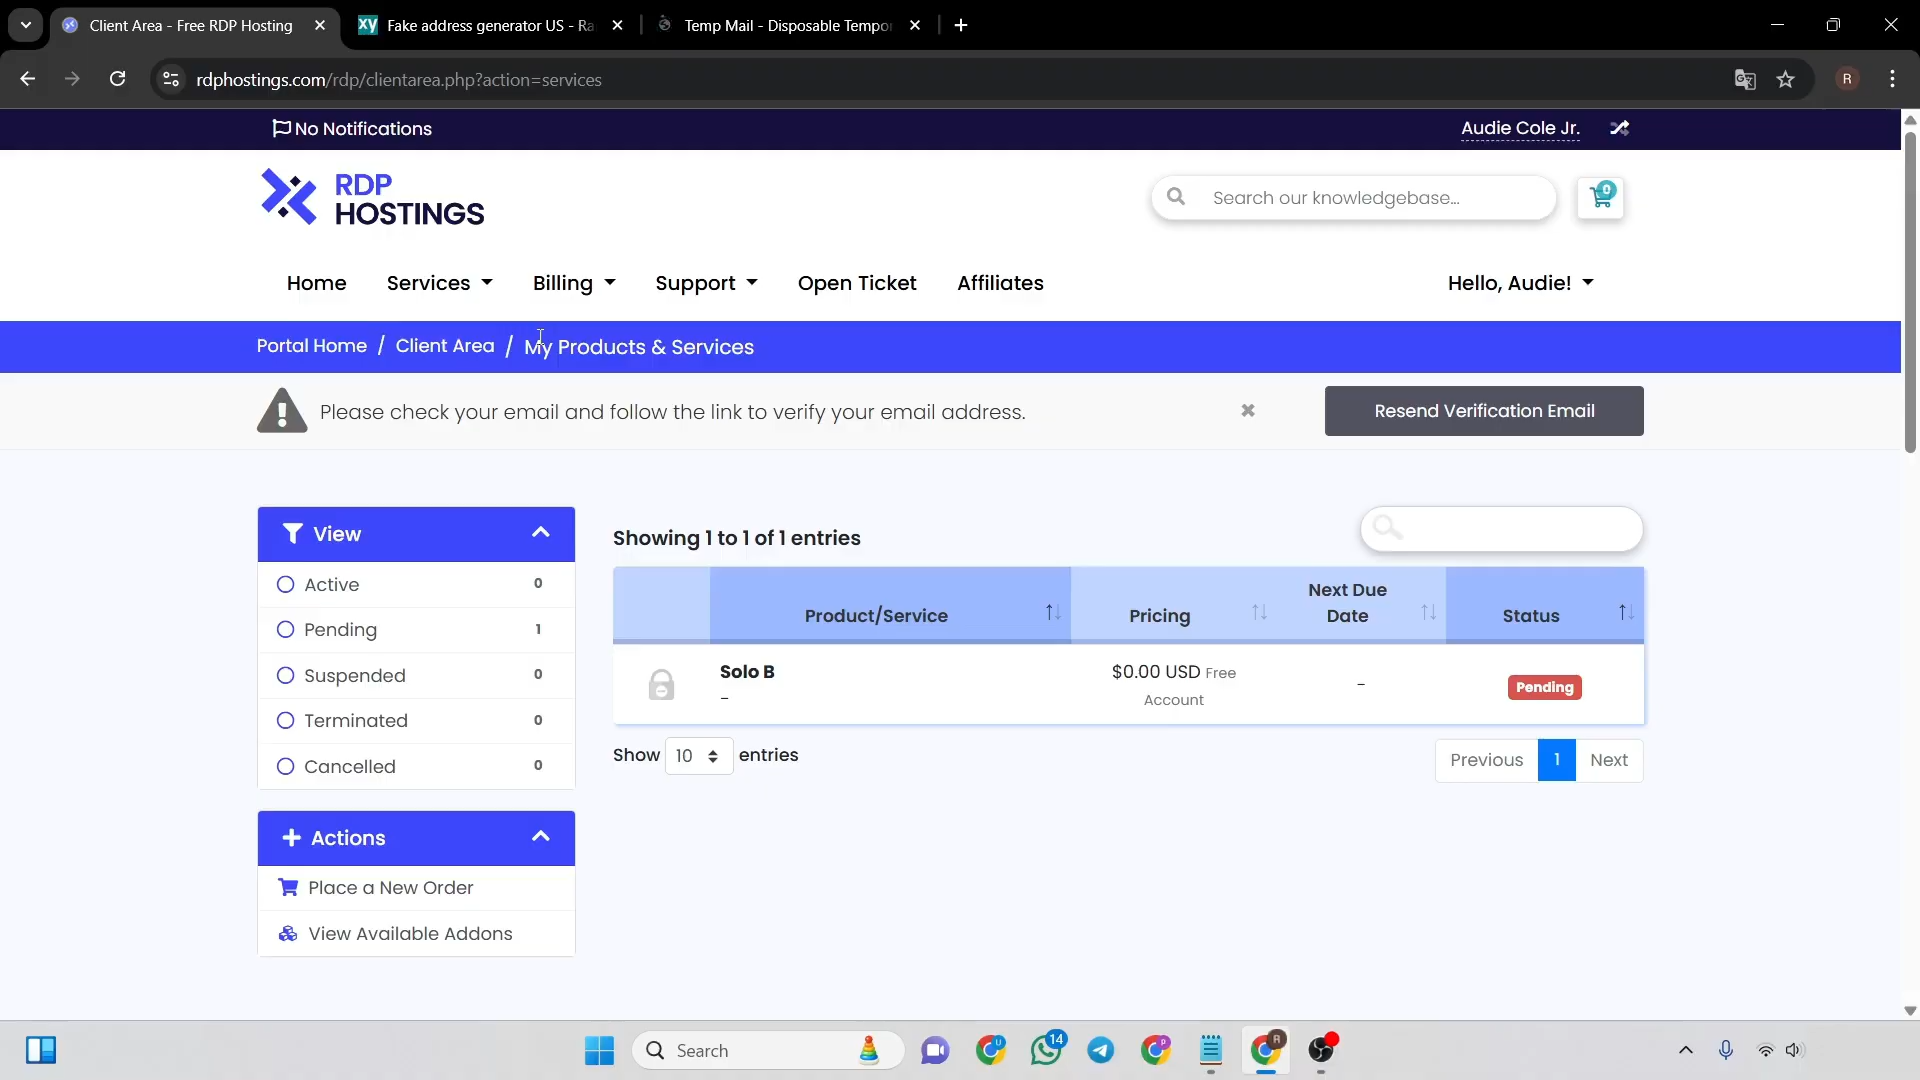 Client Area - Free RDP Hosting
Fake address generator US - Ra
Temp Mail - Disposable Tempo
rdphostings.com/rdp/clientarea.php?action=services
R
No Notifications
Audie Cole Jr.
RDP
HOSTINGS
Search our knowledgebase...
0
Home
Services
Billing
Support
Open Ticket
Affiliates
Hello, Audie!
Portal Home / Client Area / My Products & Services
Please check your email and follow the link to verify your email address.
Resend Verification Email
View
Active 0
Pending 1
Suspended 0
Terminated 0
Cancelled 0
Actions
Place a New Order
View Available Addons
Showing 1 to 1 of 1 entries
Product/Service
Pricing
Next Due
Date
Status
Solo B
-
$0.00 USD Free
Account
-
Pending
Show 10 entries
Previous 1 Next
Search
14